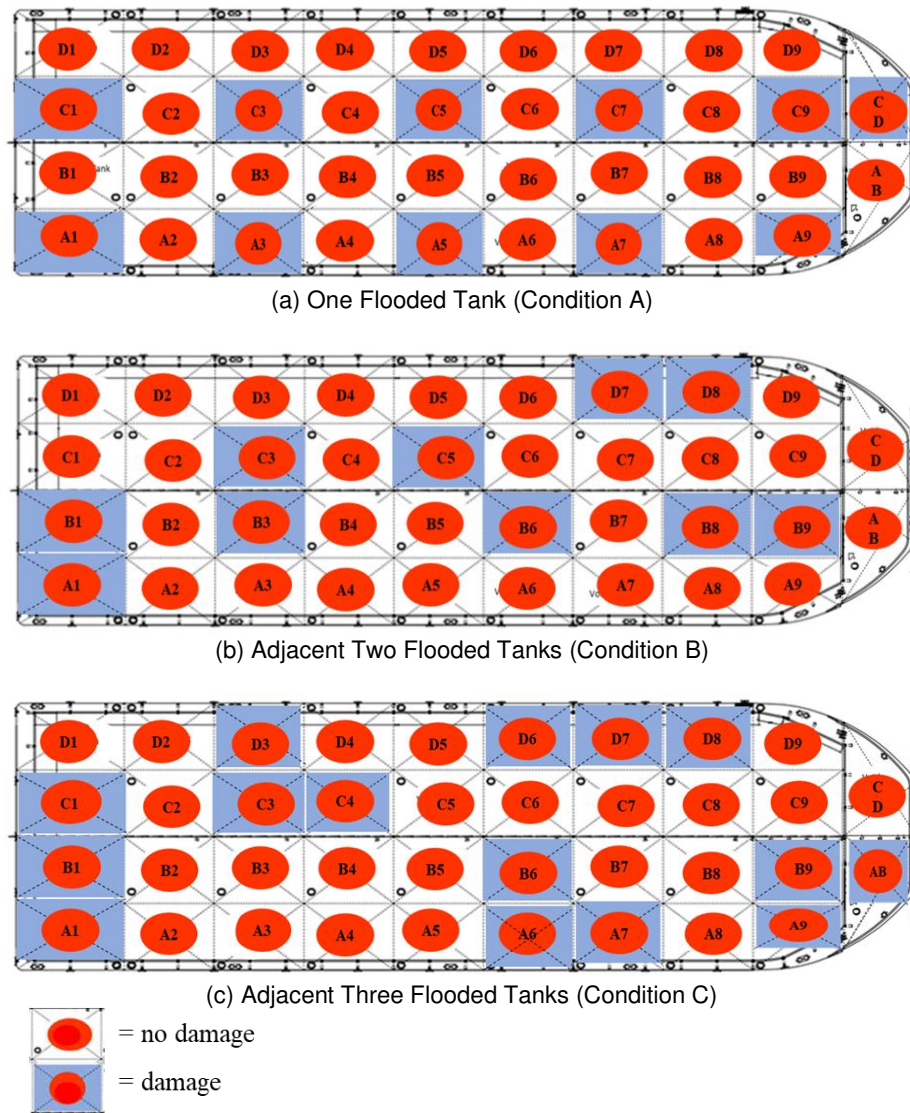 D1 D2 D3 D4 D5 D6 D7 D8 D9
C1 C2 C3 C4 C5 C6 C7 C8 C9 C D
B1 ank B2 B3 B4 B5 B6 B7 B8 B9 A B
A1 A2 A3 A4 A5 V A6 A7 A8 A9
(a) One Flooded Tank (Condition A)
D1 D2 D3 D4 D5 D6 D7 D8 D9
C1 C2 C3 C4 C5 C6 C7 C8 C9 C D
B1 B2 B3 B4 B5 B6 B7 B8 B9 A B
A1 A2 A3 A4 A5 V A6 Vo A7 A8 A9
(b) Adjacent Two Flooded Tanks (Condition B)
D1 D2 D3 D4 D5 D6 D7 D8 D9
C1 C2 C3 C4 C5 C6 C7 C8 C9 C D
B1 B2 B3 B4 B5 B6 B7 B8 B9 AB
A1 A2 A3 A4 A5 A6 A7 A8 A9
(c) Adjacent Three Flooded Tanks (Condition C)
= no damage
= damage